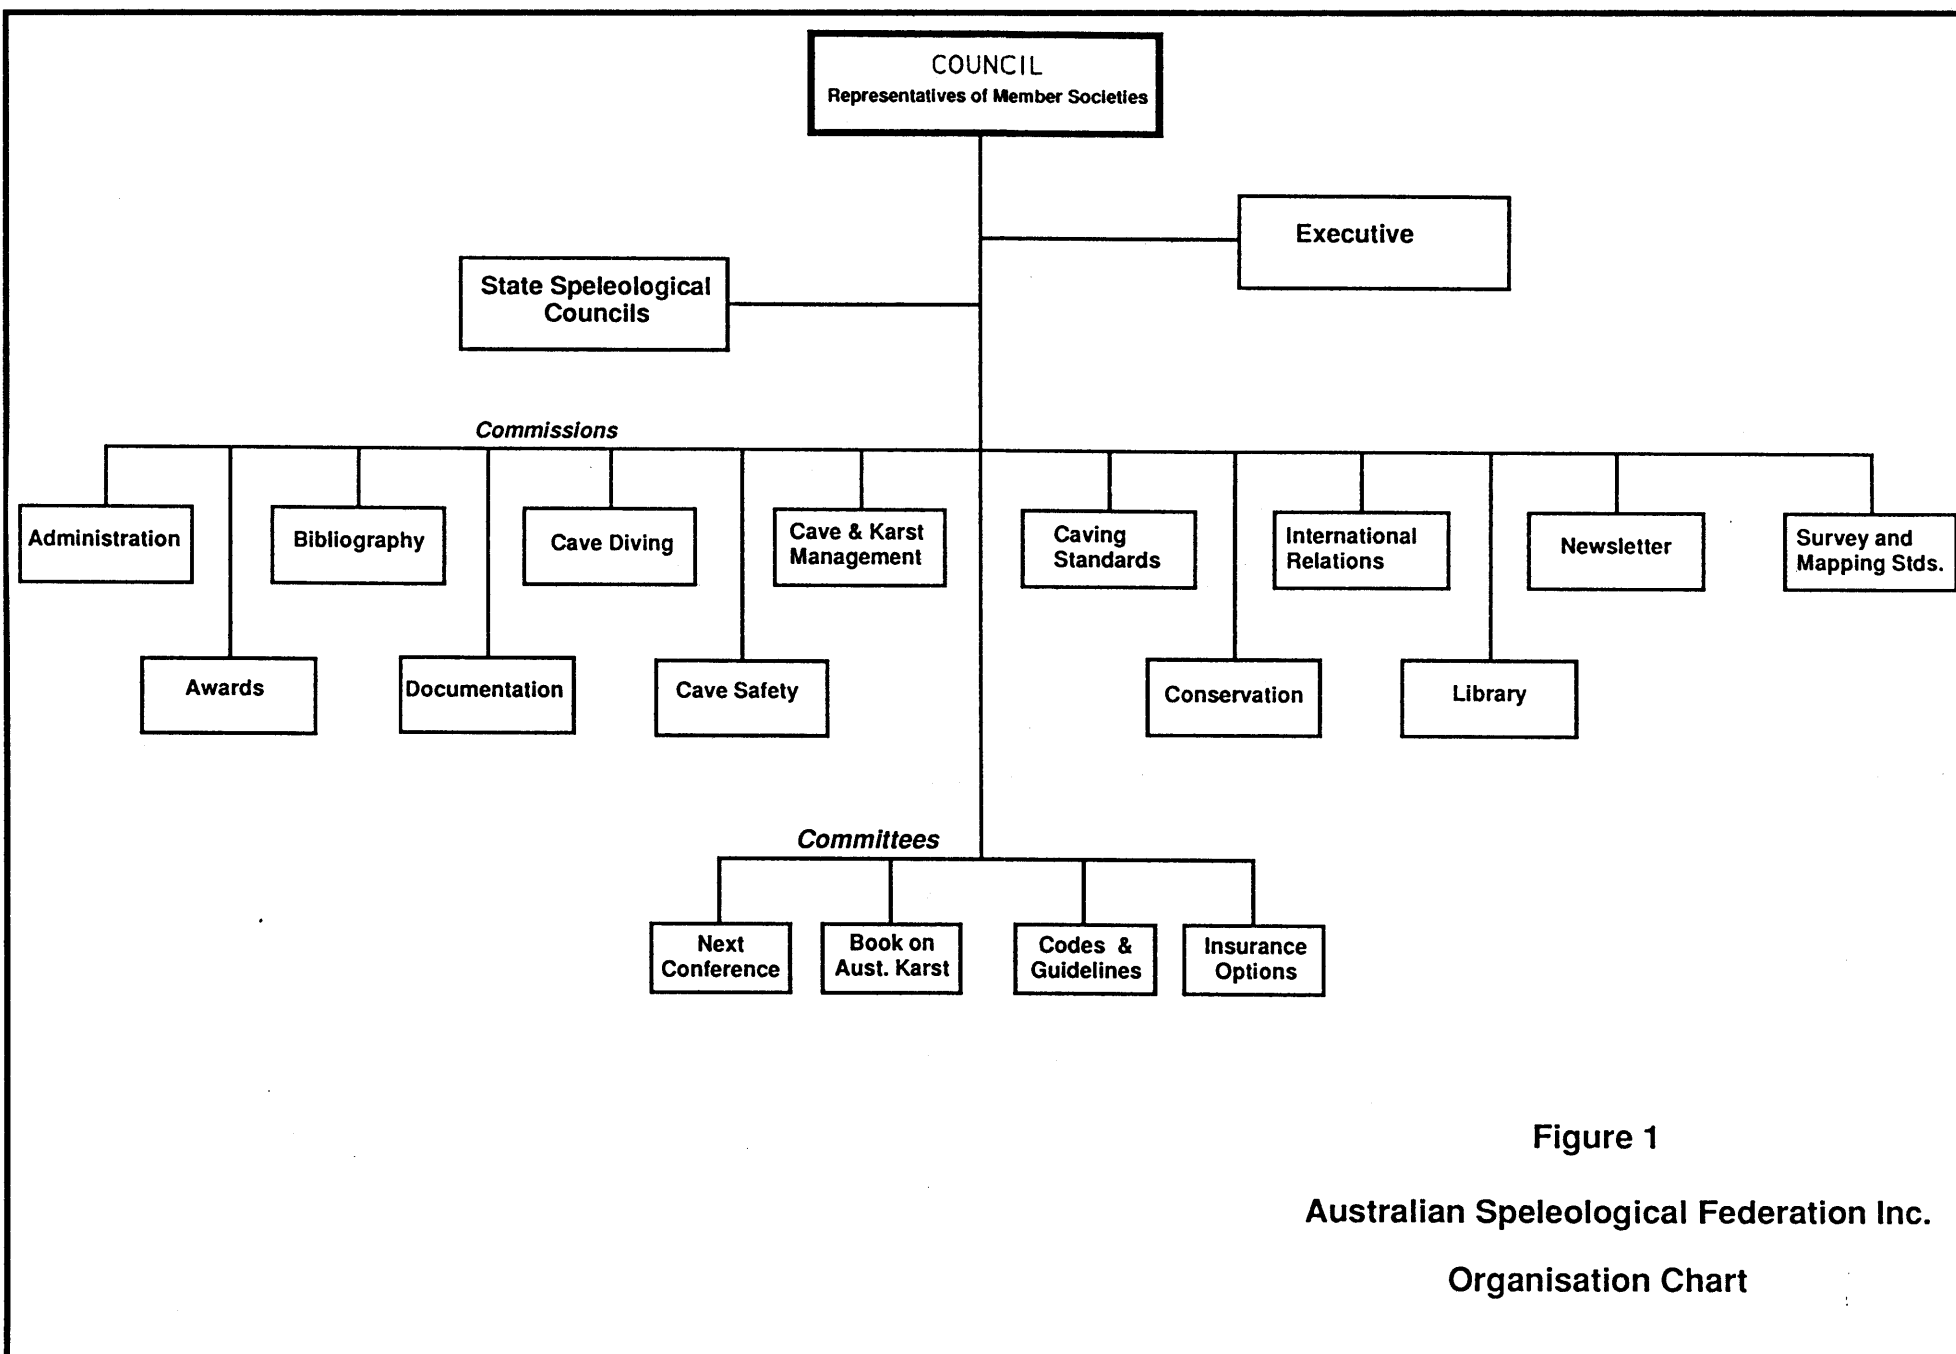 COUNCIL
Representatives of Member Societies
Executive
State Speleological
Councils
Commissions
Administration
Bibliography
Cave Diving
Cave & Karst
Management
Caving
Standards
International
Relations
Newsletter
Survey and
Mapping Stds.
Awards
Documentation
Cave Safety
Conservation
Library
Committees
Next
Conference
Book on
Aust. Karst
Codes &
Guidelines
Insurance
Options
Figure 1
Australian Speleological Federation Inc.
Organisation Chart